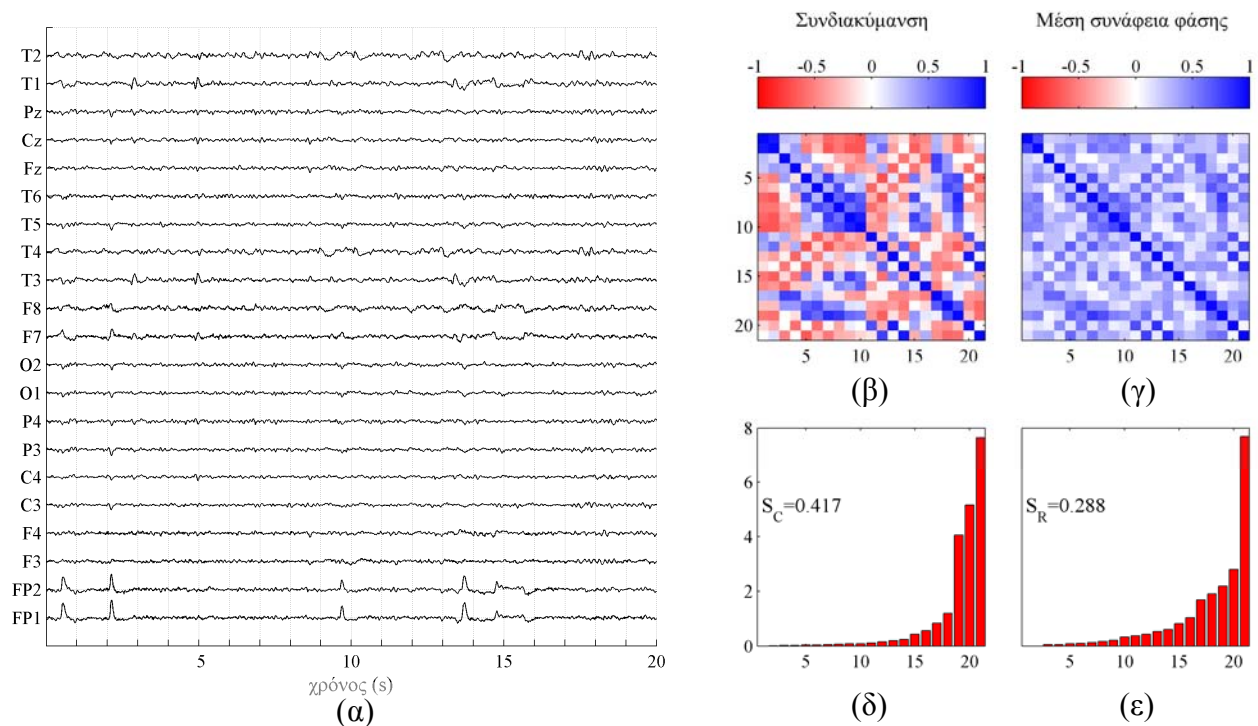 T2
T1
Pz
Cz
Fz
T6
T5
T4
T3
F8
F7
O2
O1
P4
P3
C4
C3
F4
F3
FP2
FP1
5 10 15 20
χρόνος (s)
(α)
Συνδιακύμανση
-1 -0.5 0 0.5 1
5
10
15
20
5 10 15 20
(β)
Μέση συνάφεια φάσης
-1 -0.5 0 0.5 1
5 10 15 20
(γ)
8
6
4
2
0
S_C=0.417
5 10 15 20
(δ)
S_R=0.288
5 10 15 20
(ε)